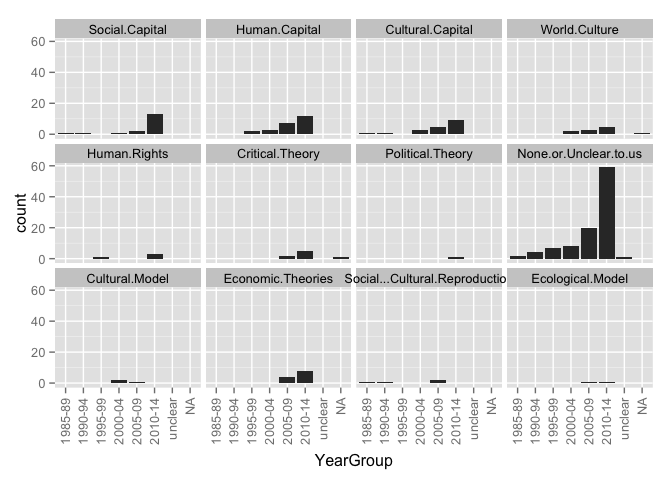 Social.Capital Human.Capital Cultural.Capital World.Culture
60
40
20
0
Human.Rights Critical.Theory Political.Theory None.or.Unclear.to.us
60
40
20
0
count
Cultural.Model Economic.Theories Social...Cultural.Reproductio Ecological.Model
60
40
20
0
1985-89 1990-94 1995-99 2000-04 2005-09 2010-14 unclear NA
1985-89 1990-94 1995-99 2000-04 2005-09 2010-14 unclear NA
1985-89 1990-94 1995-99 2000-04 2005-09 2010-14 unclear NA
1985-89 1990-94 1995-99 2000-04 2005-09 2010-14 unclear NA
YearGroup